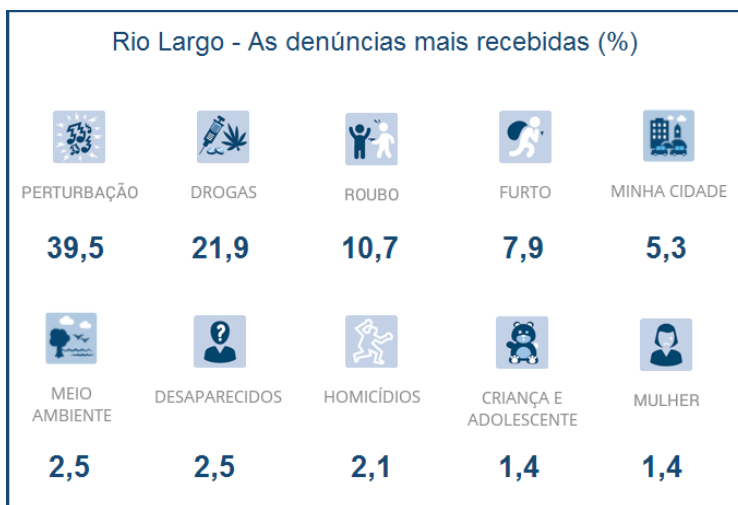 Rio Largo - As denúncias mais recebidas (%)
PERTURBAÇÃO
DROGAS
ROUBO
FURTO
MINHA CIDADE
39,5
21,9
10,7
7,9
5,3
MEIO
AMBIENTE
DESAPARECIDOS
HOMICÍDIOS
CRIANÇA E
ADOLESCENTE
MULHER
2,5
2,5
2,1
1,4
1,4